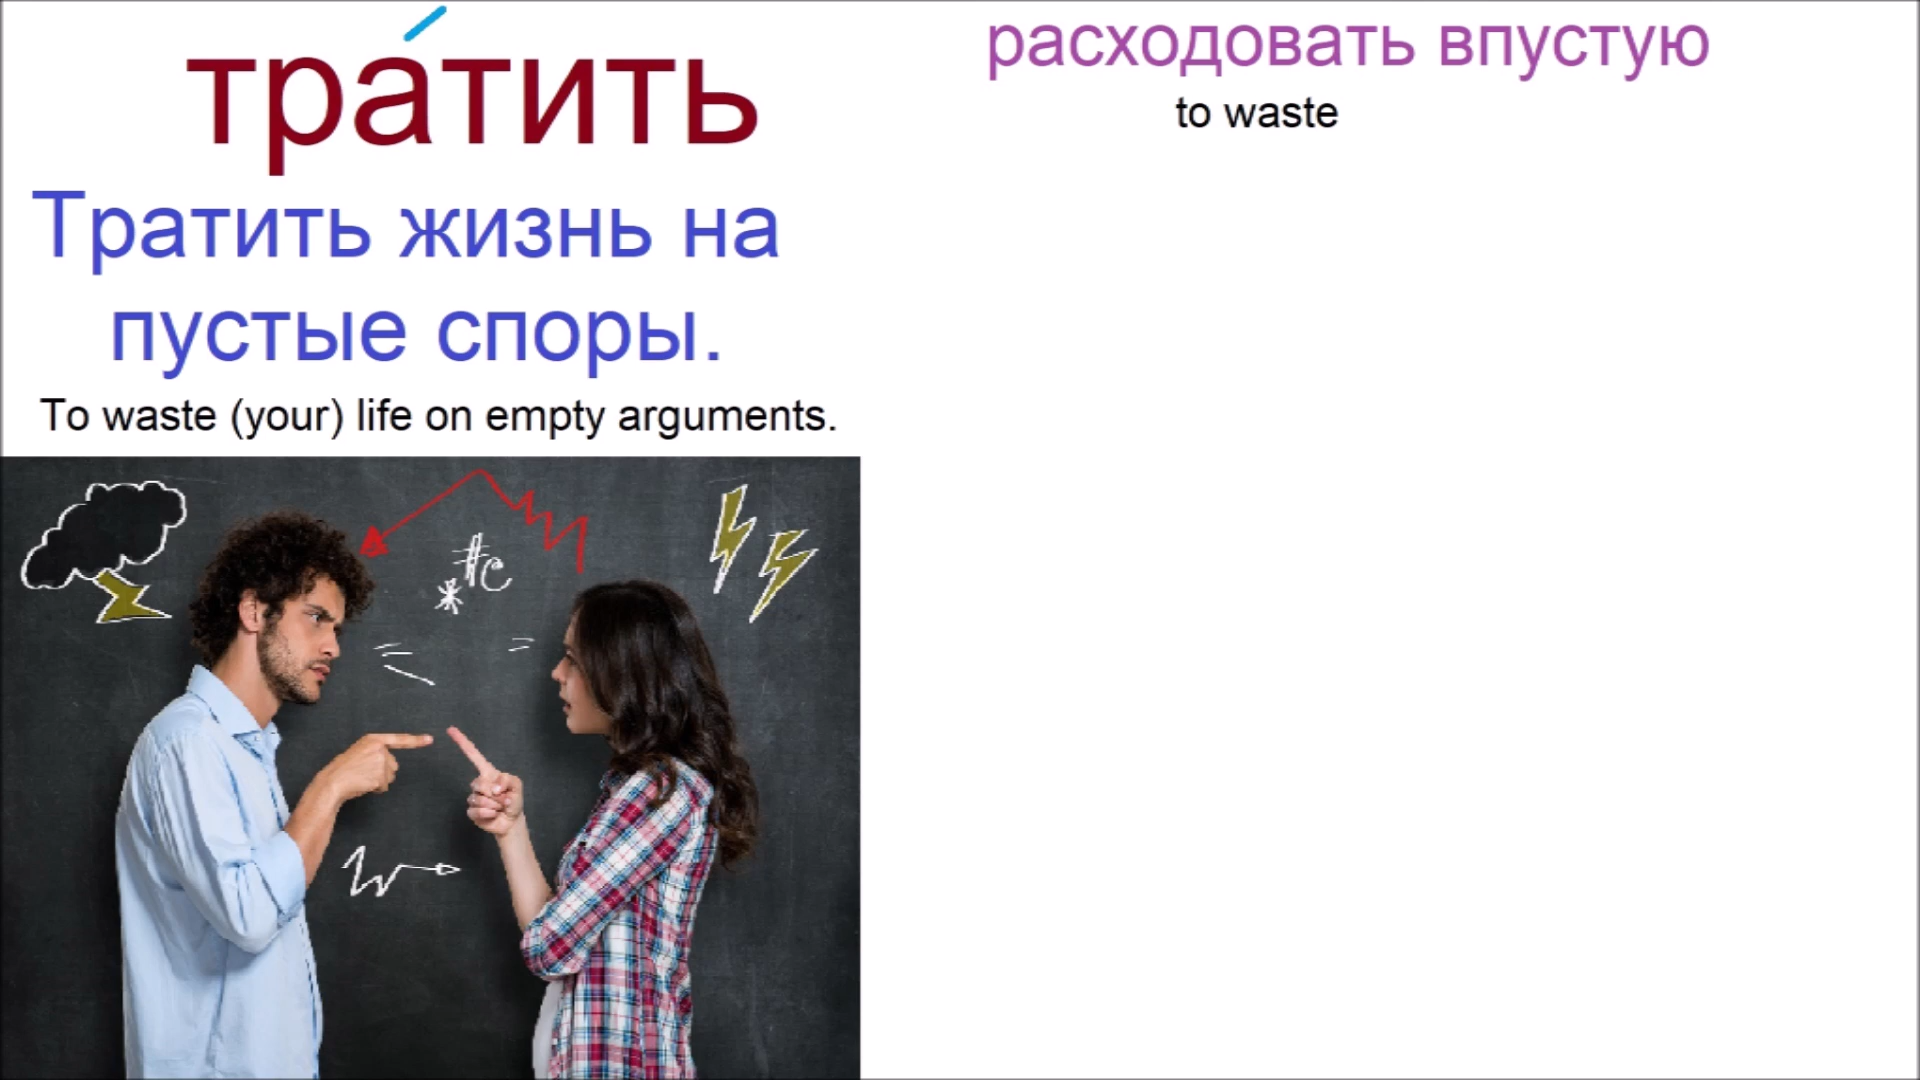 тра́тить
Тратить жизнь на
пустые споры.
To waste (your) life on empty arguments.
расходовать впустую
to waste
#@
*